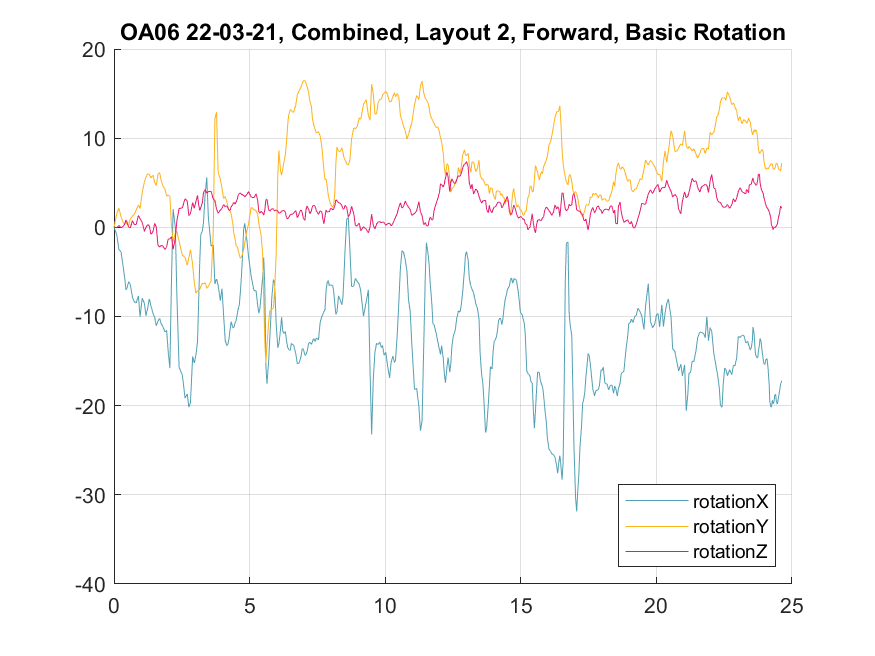 OA06 22-03-21, Combined, Layout 2, Forward, Basic Rotation
20
10
0
-10
-20
-30
-40
0 5 10 15 20 25
rotationX
rotationY
rotationZ